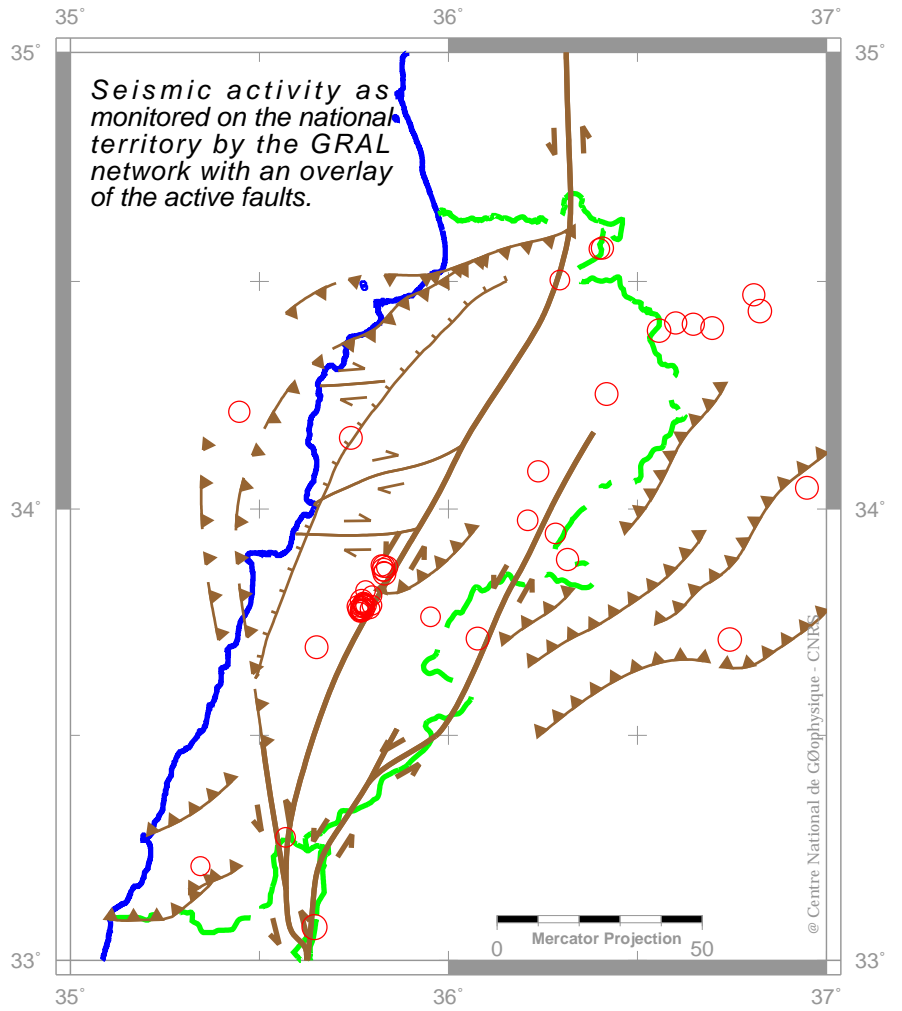 35° 36° 37°
35° 35°
Seismic activity as
monitored on the national
territory by the GRAL
network with an overlay
of the active faults.
34° 34°
@ Centre National de GØophysique - CNRS
Mercator Projection
0 50
33° 33°
35° 36° 37°